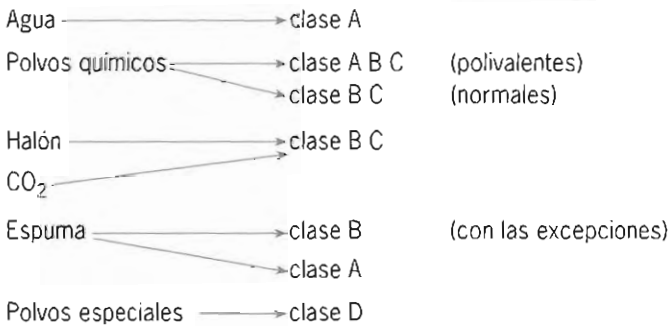 Agua clase A
Polvos químicos clase A B C (polivalentes)
clase B C (normales)
Halón clase B C
CO₂
Espuma clase B (con las excepciones)
clase A
Polvos especiales clase D